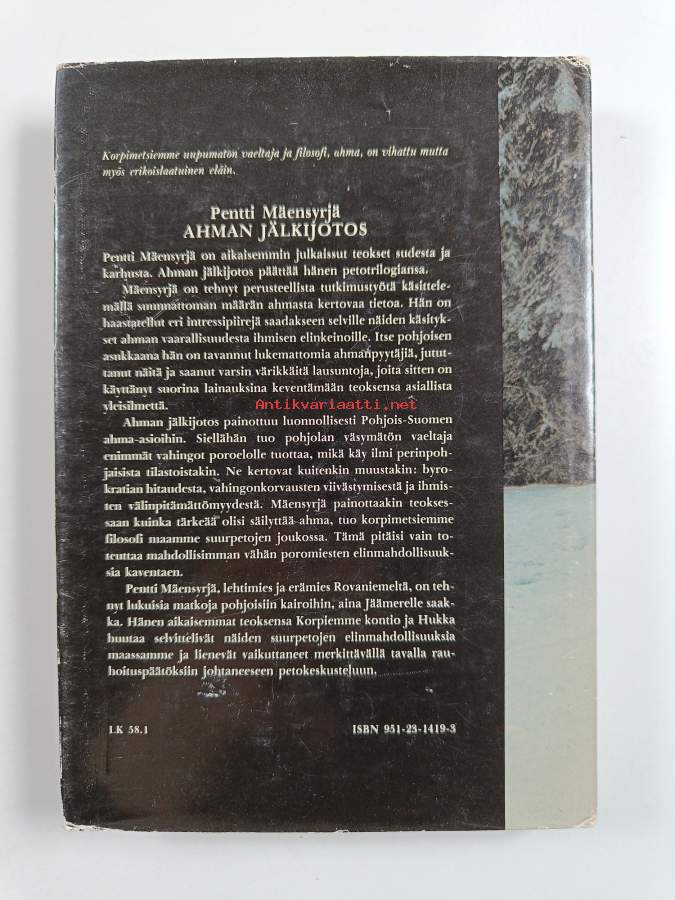 Korpimetsiemme uupumaton vaeltaja ja filosofi, ahma, on vihattu mutta
myös erikoislaatuinen eläin.
Pentti Mäensyrjä
AHMAN JÄLKIJOTOS
Pentti Mäensyrjä on aikaisemmin julkaissut teokset sudesta ja
karhusta. Ahman jälkijotos päättää hänen petotrilogiansa.
Mäensyrjä on tehnyt perusteellista tutkimustyötä käsittele-
mällä suunnattoman määrän ahmasta kertovaa tietoa. Hän on
haastatellut eri intressipiirejä saadakseen selville näiden käsityk-
set ahman vaarallisuudesta ihmisen elinkeinoille. Itse pohjoisen
asukkaana hän on tavannut lukemattomia ahmanpyytäjiä, jutut-
tanut näitä ja saanut varsin värikkäitä lausuntoja, joita sitten on
käyttänyt suorina lainauksina keventämään teoksensa asiallista
yleisilmettä.
Antikvariaatti.net
Ahman jälkijotos painottuu luonnollisesti Pohjois-Suomen
ahma-asioihin. Siellähän tuo pohjolan väsymätön vaeltaja
enimmät vahingot poroelolle tuottaa, mikä käy ilmi perinpoh-
jaisista tilastoistakin. Ne kertovat kuitenkin muustakin: byro-
kratian hitaudesta, vahingonkorvausten viivästymisestä ja ihmis-
ten välinpitämättömyydestä. Mäensyrjä painottaakin teokses-
saan kuinka tärkeää olisi säilyttää ahma, tuo korpimetsiemme
filosofi maamme suurpetojen joukossa. Tämä pitäisi vain to-
teuttaa mahdollisimman vähän poromiesten elinmahdollisuuk-
sia kaventaen.
Pentti Mäensyrjä, lehtimies ja erämies Rovaniemeltä, on teh-
nyt lukuisia matkoja pohjoisiin kairoihin, aina Jäämerelle saak-
ka. Hänen aikaisemmat teoksensa Korpiemme kontio ja Hukka
huutaa selvittelivät näiden suurpetojen elinmahdollisuuksia
maassamme ja lienevät vaikuttaneet merkittävällä tavalla rau-
hoituspäätöksiin johtaneeseen petokeskusteluun.
LK 58.1
ISBN 951-23-1419-3